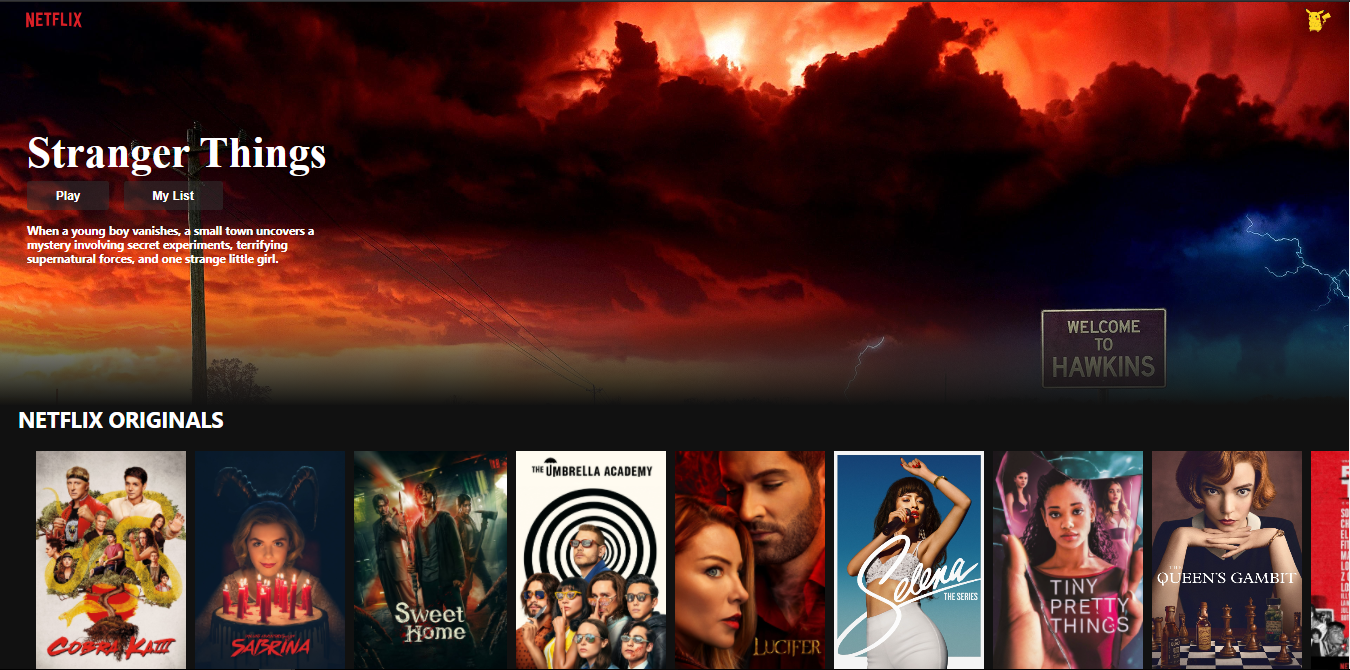 NETFLIX
Stranger Things
Play
My List
When a young boy vanishes, a small town uncovers a
mystery involving secret experiments, terrifying
supernatural forces, and one strange little girl.
WELCOME
TO
HAWKINS
NETFLIX ORIGINALS
COBRA KAI
SABRINA
Sweet
Home
THE UMBRELLA ACADEMY
LUCIFER
Selena
THE SERIES
TINY
PRETTY
THINGS
THE
QUEEN'S GAMBIT